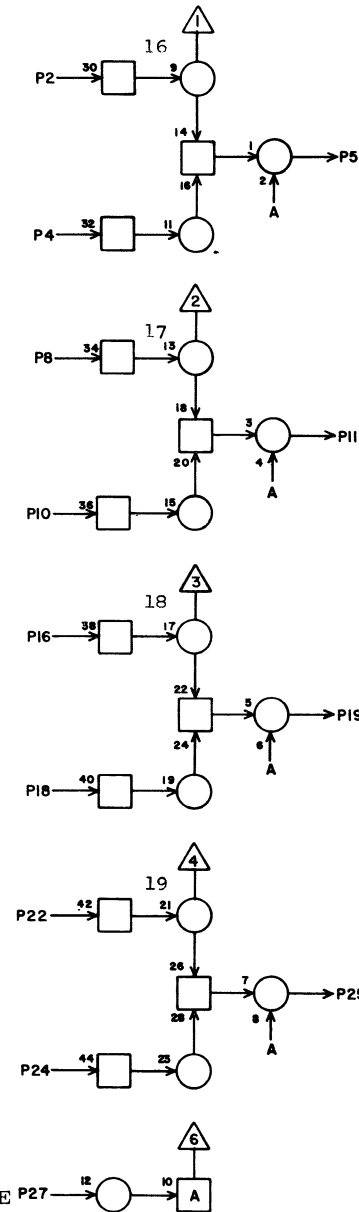 1
16
P2 30 9
14
1 P5
16 2
A
P4 32 11
2
17
P8 34 13
18
3 P11
20 4
A
P10 36 15
3
18
P16 38 17
22
5 P19
24 6
A
P18 40 19
4
19
P22 42 21
26
7 P25
28 8
A
P24 44 23
6
E P27 12 10 A